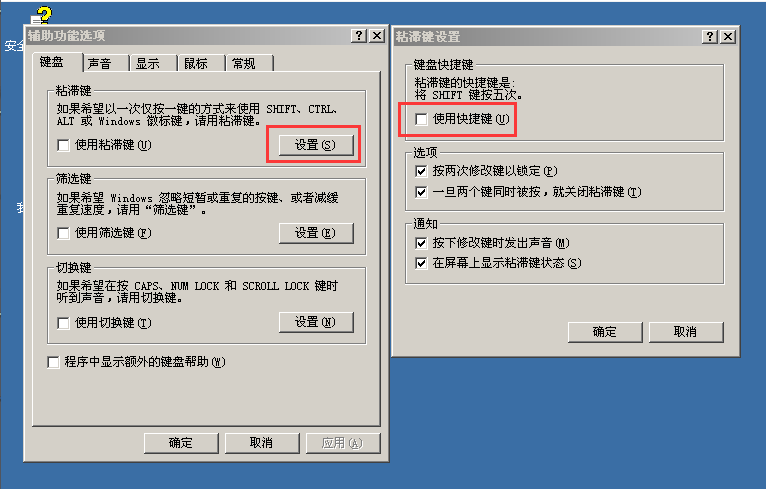 安全
辅助功能选项
键盘
声音
显示
鼠标
常规
粘滞键
如果希望以一次仅按一键的方式来使用 SHIFT、CTRL、
ALT 或 Windows 徽标键，请用粘滞键。
使用粘滞键(U)
设置(S)
筛选键
如果希望 Windows 忽略短暂或重复的按键、或者减缓
重复速度，请用“筛选键”。
使用筛选键(F)
设置(E)
切换键
如果希望在按 CAPS、NUM LOCK 和 SCROLL LOCK 键时
听到声音，请用切换键。
使用切换键(T)
设置(N)
程序中显示额外的键盘帮助(W)
确定
取消
应用(A)
粘滞键设置
键盘快捷键
粘滞键的快捷键是:
将 SHIFT 键按五次。
使用快捷键(U)
选项
按两次修改键以锁定(P)
一旦两个键同时被按，就关闭粘滞键(T)
通知
按下修改键时发出声音(M)
在屏幕上显示粘滞键状态(S)
确定
取消